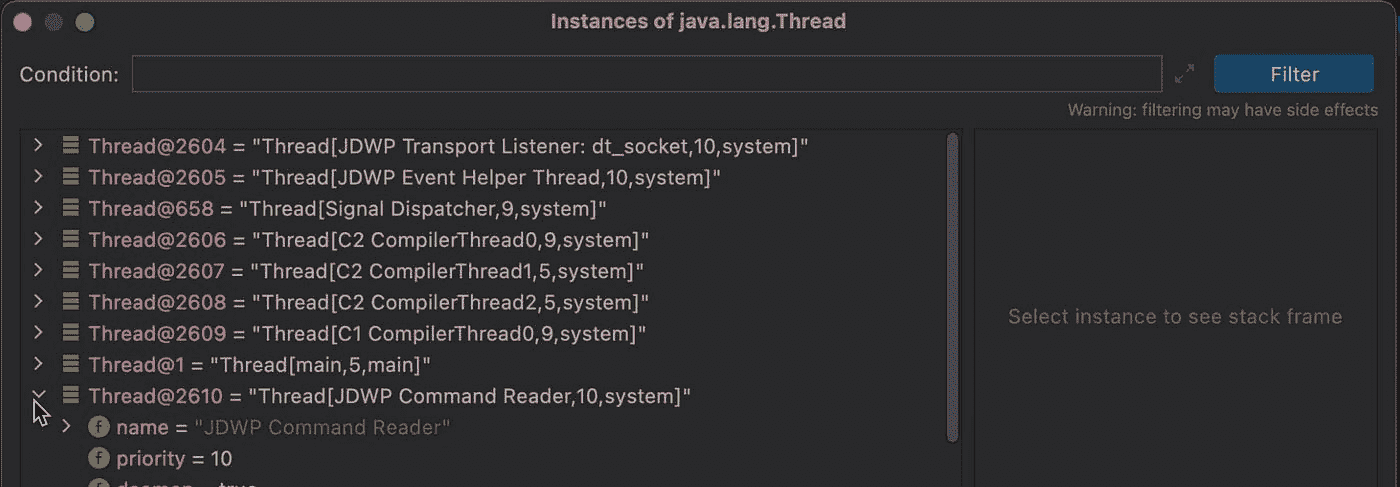 Instances of java.lang.Thread
Condition:
Filter
Warning: filtering may have side effects
Thread@2604 = "Thread[JDWP Transport Listener: dt_socket,10,system]"
Thread@2605 = "Thread[JDWP Event Helper Thread,10,system]"
Thread@658 = "Thread[Signal Dispatcher,9,system]"
Thread@2606 = "Thread[C2 CompilerThread0,9,system]"
Thread@2607 = "Thread[C2 CompilerThread1,5,system]"
Thread@2608 = "Thread[C2 CompilerThread2,5,system]"
Thread@2609 = "Thread[C1 CompilerThread0,9,system]"
Thread@1 = "Thread[main,5,main]"
Thread@2610 = "Thread[JDWP Command Reader,10,system]"
f name = "JDWP Command Reader"
f priority = 10
Select instance to see stack frame